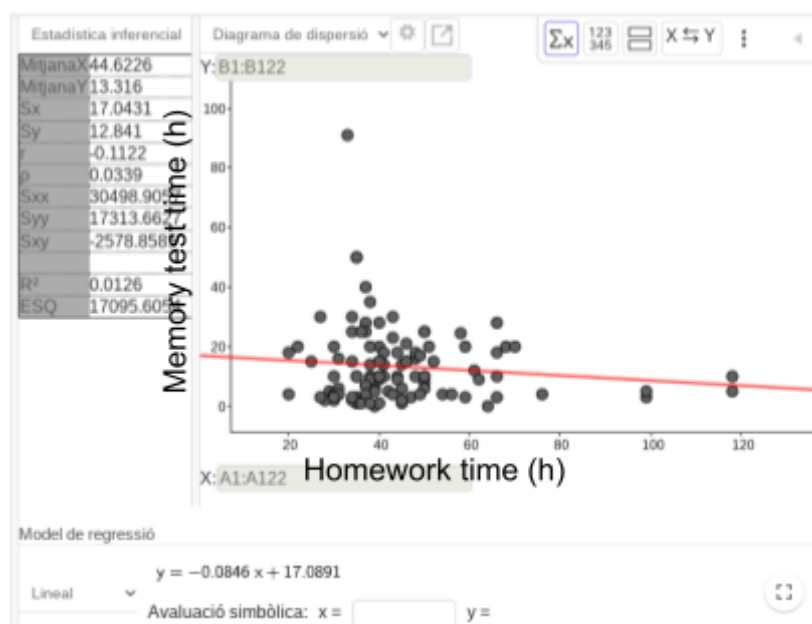 Estadística inferencial
Diagrama de dispersió
Σx
123
345
X ⇆ Y
MitjanaX 44.6226
MitjanaY 13.316
Sx 17.0431
Sy 12.841
r -0.1122
ρ 0.0339
Sxx 30498.90
Syy 17313.66
Sxy -2578.858
R² 0.0126
ESQ 17095.605
Y: B1:B122
Memory test time (h)
100
80
60
40
20
0
20 40 60 80 100 120
X: A1:A122
Homework time (h)
Model de regressió
Lineal
y = −0.0846 x + 17.0891
Avaluació simbòlica: x = y =